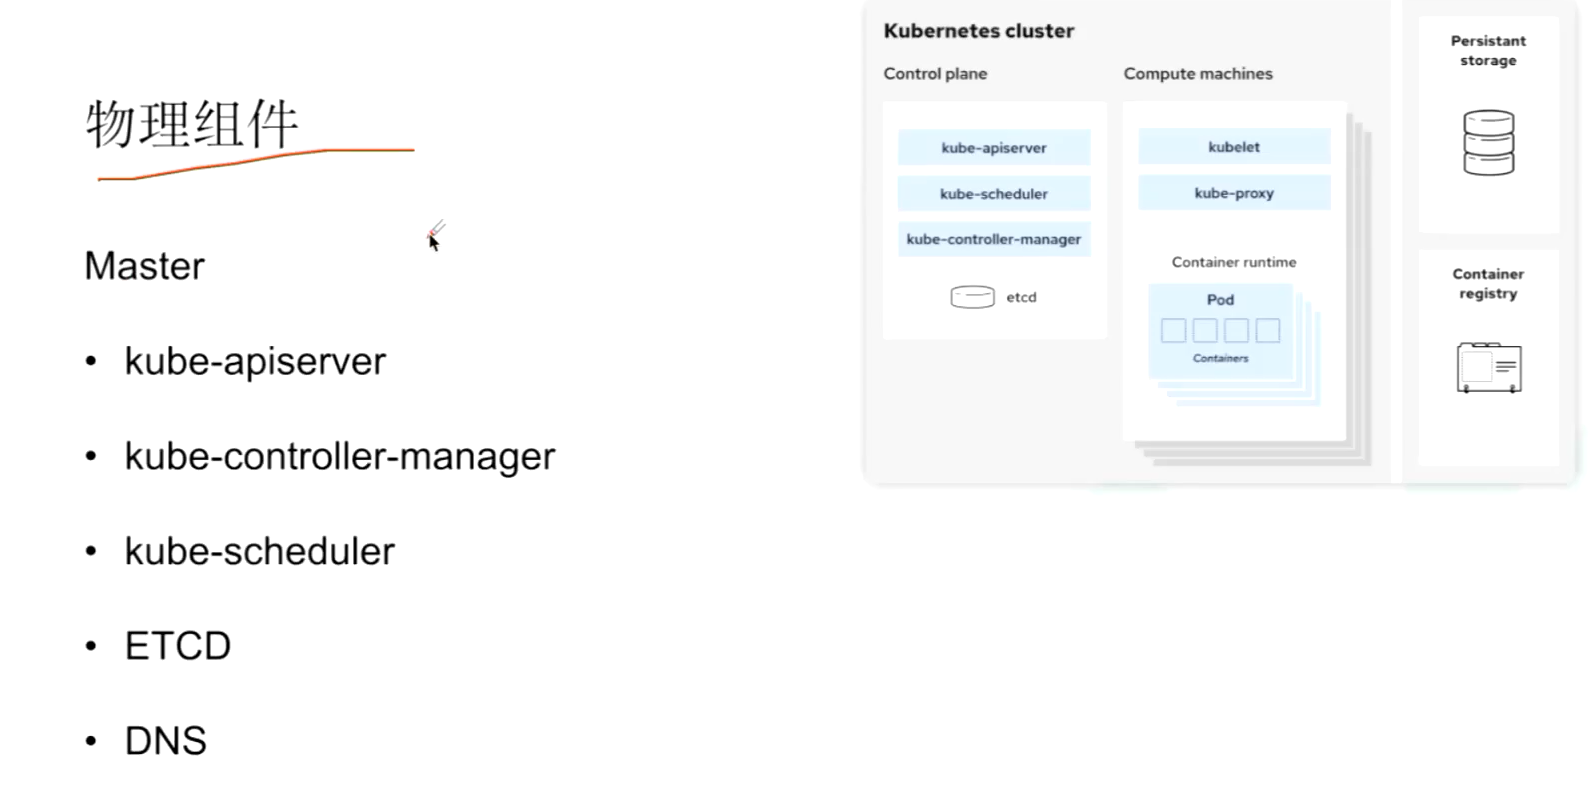 物理组件
Master
• kube-apiserver
• kube-controller-manager
• kube-scheduler
• ETCD
• DNS
Kubernetes cluster
Control plane
kube-apiserver
kube-scheduler
kube-controller-manager
etcd
Compute machines
kubelet
kube-proxy
Container runtime
Pod
Containers
Persistant
storage
Container
registry